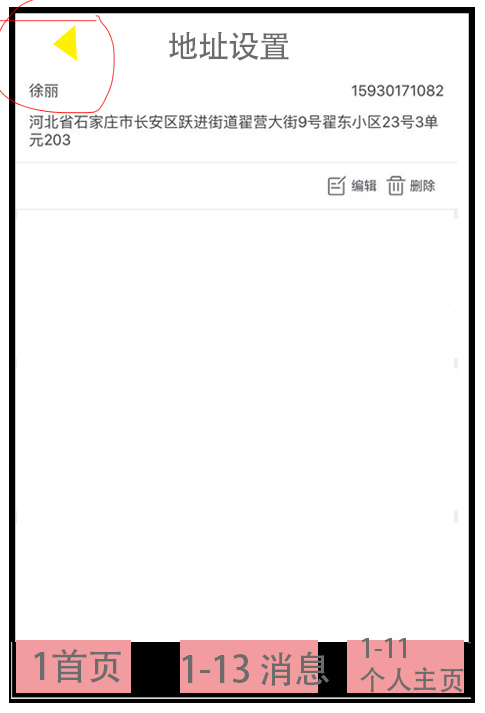 地址设置
徐丽 15930171082
河北省石家庄市长安区跃进街道翟营大街9号翟东小区23号3单
元203
编辑 删除
1首页
1-13 消息
1-11
个人主页